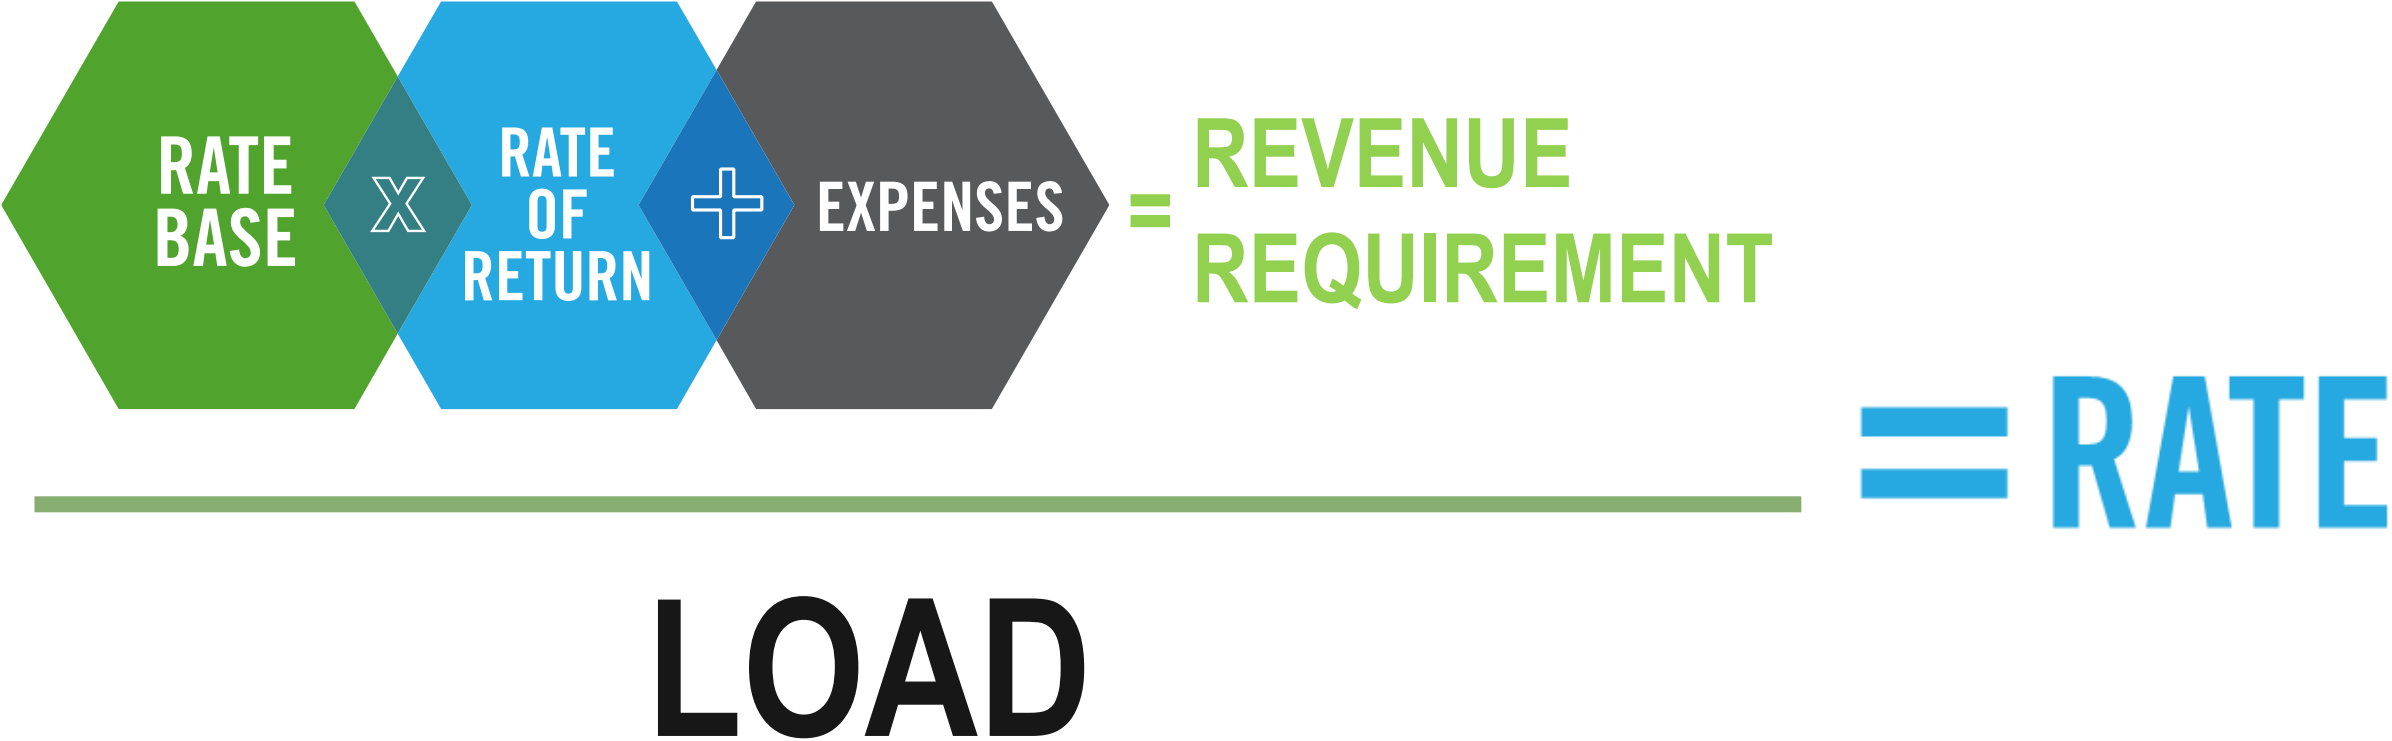 RATE
BASE
X
RATE
OF
RETURN
+
EXPENSES
=
REVENUE
REQUIREMENT
= RATE
LOAD